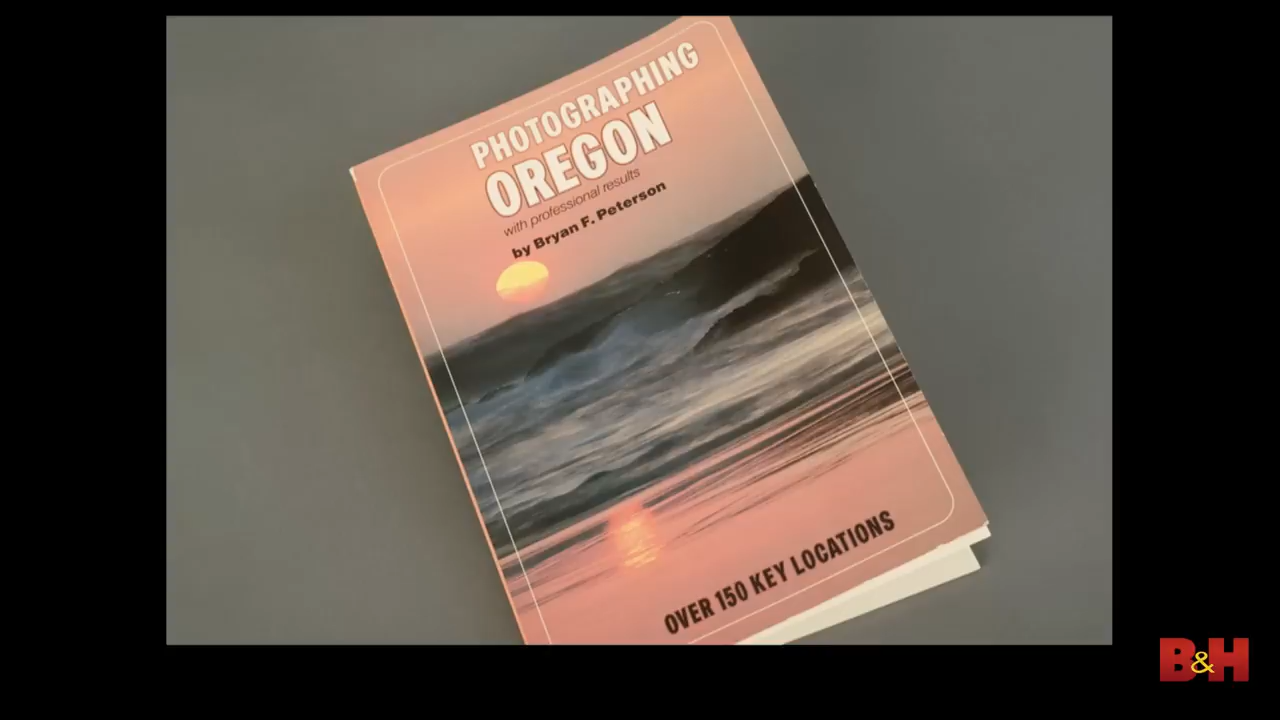 PHOTOGRAPHING
OREGON
with professional results
by Bryan F. Peterson
OVER 150 KEY LOCATIONS
B&H